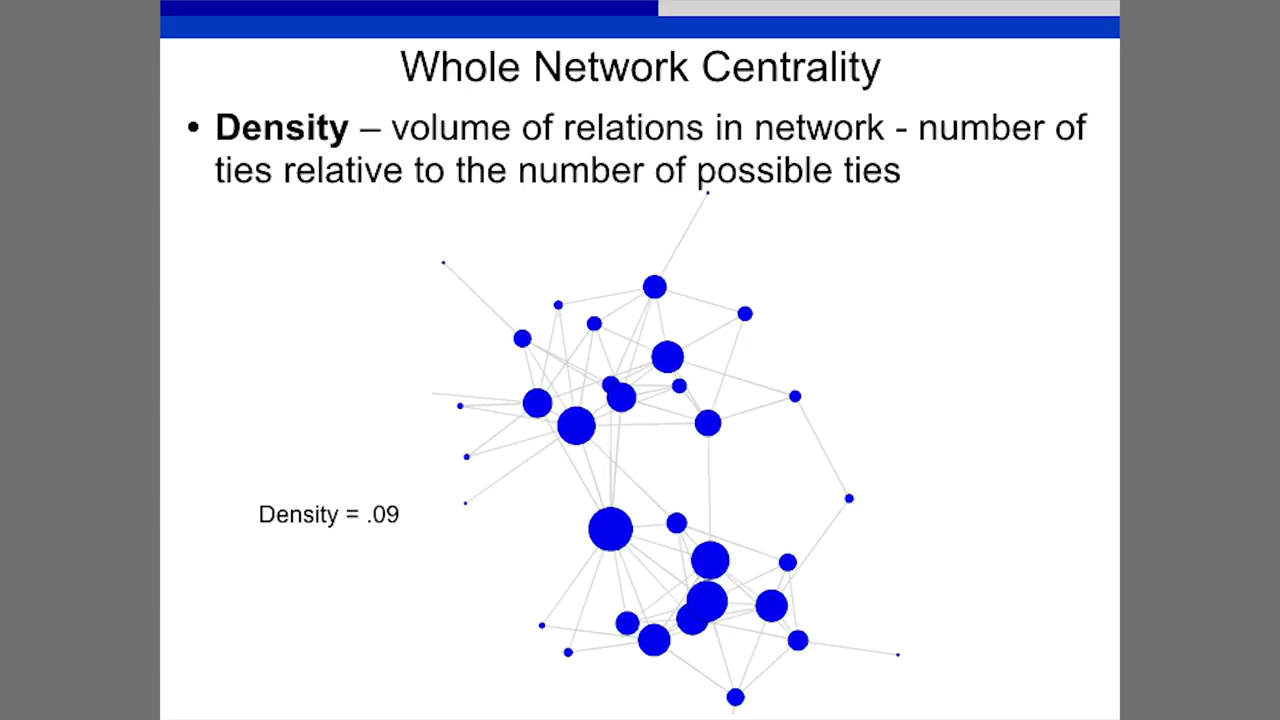 Whole Network Centrality
• Density – volume of relations in network - number of
ties relative to the number of possible ties
Density = .09